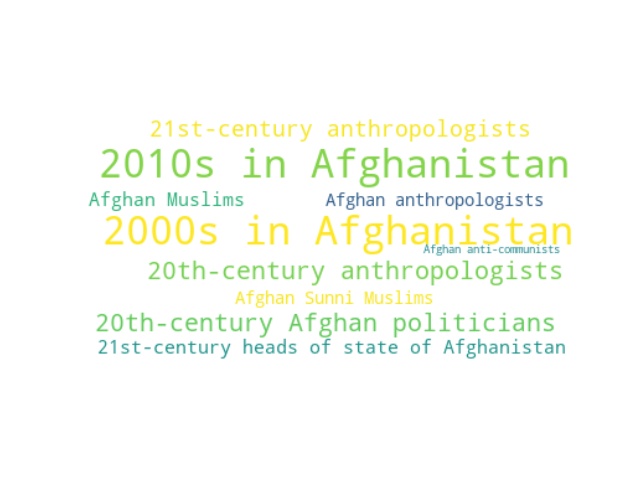 21st-century anthropologists
2010s in Afghanistan
Afghan Muslims
Afghan anthropologists
2000s in Afghanistan
Afghan anti-communists
20th-century anthropologists
Afghan Sunni Muslims
20th-century Afghan politicians
21st-century heads of state of Afghanistan